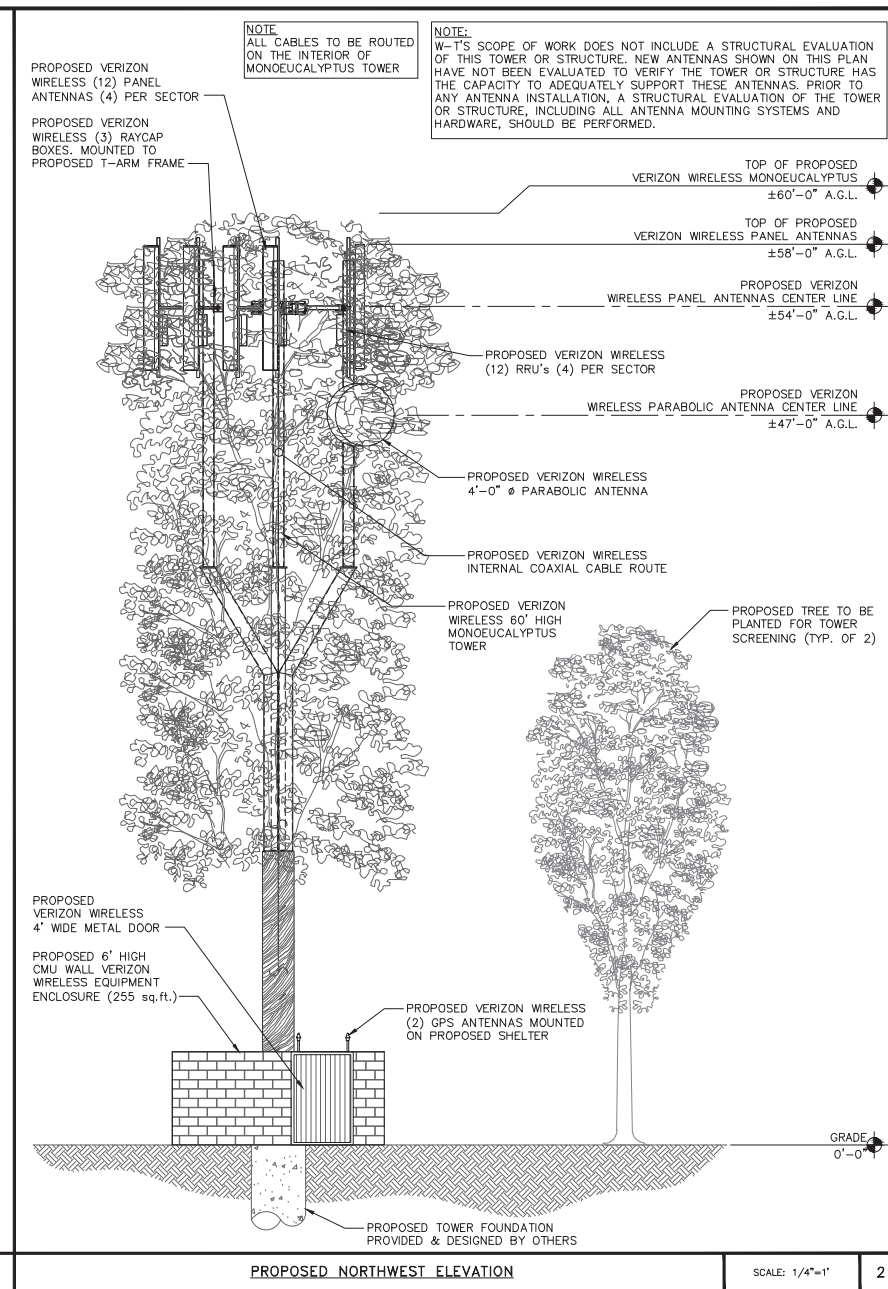 NOTE
ALL CABLES TO BE ROUTED
ON THE INTERIOR OF
MONOEUCALYPTUS TOWER
NOTE:
W-T'S SCOPE OF WORK DOES NOT INCLUDE A STRUCTURAL EVALUATION
OF THIS TOWER OR STRUCTURE. NEW ANTENNAS SHOWN ON THIS PLAN
HAVE NOT BEEN EVALUATED TO VERIFY THE TOWER OR STRUCTURE HAS
THE CAPACITY TO ADEQUATELY SUPPORT THESE ANTENNAS. PRIOR TO
ANY ANTENNA INSTALLATION, A STRUCTURAL EVALUATION OF THE TOWER
OR STRUCTURE, INCLUDING ALL ANTENNA MOUNTING SYSTEMS AND
HARDWARE, SHOULD BE PERFORMED.
PROPOSED VERIZON
WIRELESS (12) PANEL
ANTENNAS (4) PER SECTOR
PROPOSED VERIZON
WIRELESS (3) RAYCAP
BOXES. MOUNTED TO
PROPOSED T-ARM FRAME
TOP OF PROPOSED
VERIZON WIRELESS MONOEUCALYPTUS
±60'-0" A.G.L.
TOP OF PROPOSED
VERIZON WIRELESS PANEL ANTENNAS
±58'-0" A.G.L.
PROPOSED VERIZON
WIRELESS PANEL ANTENNAS CENTER LINE
±54'-0" A.G.L.
PROPOSED VERIZON WIRELESS
(12) RRU's (4) PER SECTOR
PROPOSED VERIZON
WIRELESS PARABOLIC ANTENNA CENTER LINE
±47'-0" A.G.L.
PROPOSED VERIZON WIRELESS
4'-0" ø PARABOLIC ANTENNA
PROPOSED VERIZON WIRELESS
INTERNAL COAXIAL CABLE ROUTE
PROPOSED VERIZON
WIRELESS 60' HIGH
MONOEUCALYPTUS
TOWER
PROPOSED TREE TO BE
PLANTED FOR TOWER
SCREENING (TYP. OF 2)
PROPOSED
VERIZON WIRELESS
4' WIDE METAL DOOR
PROPOSED 6' HIGH
CMU WALL VERIZON
WIRELESS EQUIPMENT
ENCLOSURE (255 sq.ft.)
PROPOSED VERIZON WIRELESS
(2) GPS ANTENNAS MOUNTED
ON PROPOSED SHELTER
GRADE
0'-0"
PROPOSED TOWER FOUNDATION
PROVIDED & DESIGNED BY OTHERS
PROPOSED NORTHWEST ELEVATION
SCALE: 1/4"=1'
2